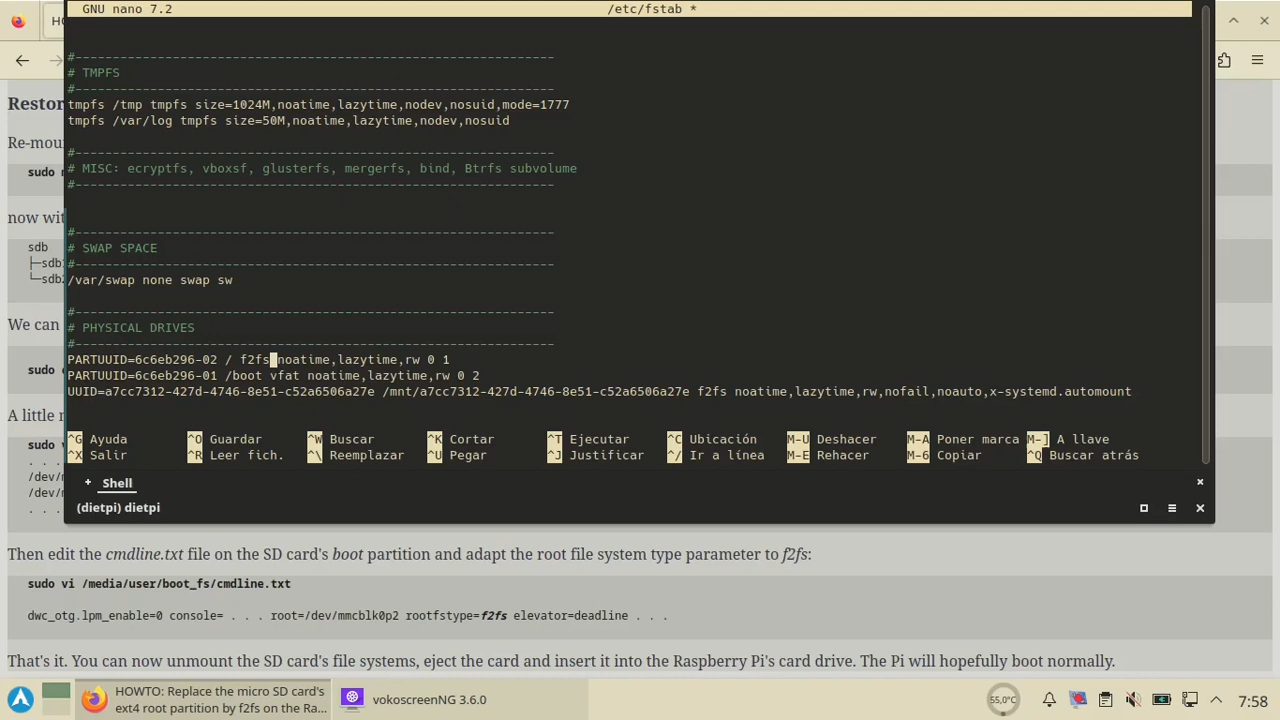 GNU nano 7.2 /etc/fstab *
#-----------------------------------------------------------------
# TMPFS
#-----------------------------------------------------------------
tmpfs /tmp tmpfs size=1024M,noatime,lazytime,nodev,nosuid,mode=1777
tmpfs /var/log tmpfs size=50M,noatime,lazytime,nodev,nosuid
#-----------------------------------------------------------------
# MISC: ecryptfs, vboxsf, glusterfs, mergerfs, bind, Btrfs subvolume
#-----------------------------------------------------------------
#-----------------------------------------------------------------
# SWAP SPACE
#-----------------------------------------------------------------
/var/swap none swap sw
#-----------------------------------------------------------------
# PHYSICAL DRIVES
#-----------------------------------------------------------------
PARTUUID=6c6eb296-02 / f2fs noatime,lazytime,rw 0 1
PARTUUID=6c6eb296-01 /boot vfat noatime,lazytime,rw 0 2
UUID=a7cc7312-427d-4746-8e51-c52a6506a27e /mnt/a7cc7312-427d-4746-8e51-c52a6506a27e f2fs noatime,lazytime,rw,nofail,noauto,x-systemd.automount
^G Ayuda ^O Guardar ^W Buscar ^K Cortar ^T Ejecutar ^C Ubicación M-U Deshacer M-A Poner marca M-] A llave
^X Salir ^R Leer fich. ^\ Reemplazar ^U Pegar ^J Justificar ^/ Ir a línea M-E Rehacer M-6 Copiar ^Q Buscar atrás
+ Shell
(dietpi) dietpi
HO
Restor
Re-moun
sudo m
now wit
sdb
├─sdb
└─sdb2
We can
sudo
A little
sudo v
. . .
/dev/m
/dev/m
. . .
Then edit the cmdline.txt file on the SD card's boot partition and adapt the root file system type parameter to f2fs:
sudo vi /media/user/boot_fs/cmdline.txt
dwc_otg.lpm_enable=0 console= . . . root=/dev/mmcblk0p2 rootfstype=f2fs elevator=deadline . . .
That's it. You can now unmount the SD card's file systems, eject the card and insert it into the Raspberry Pi's card drive. The Pi will hopefully boot normally.
HOWTO: Replace the micro SD card's
ext4 root partition by f2fs on the Ra...
vokoscreenNG 3.6.0
55,0°C
7:58